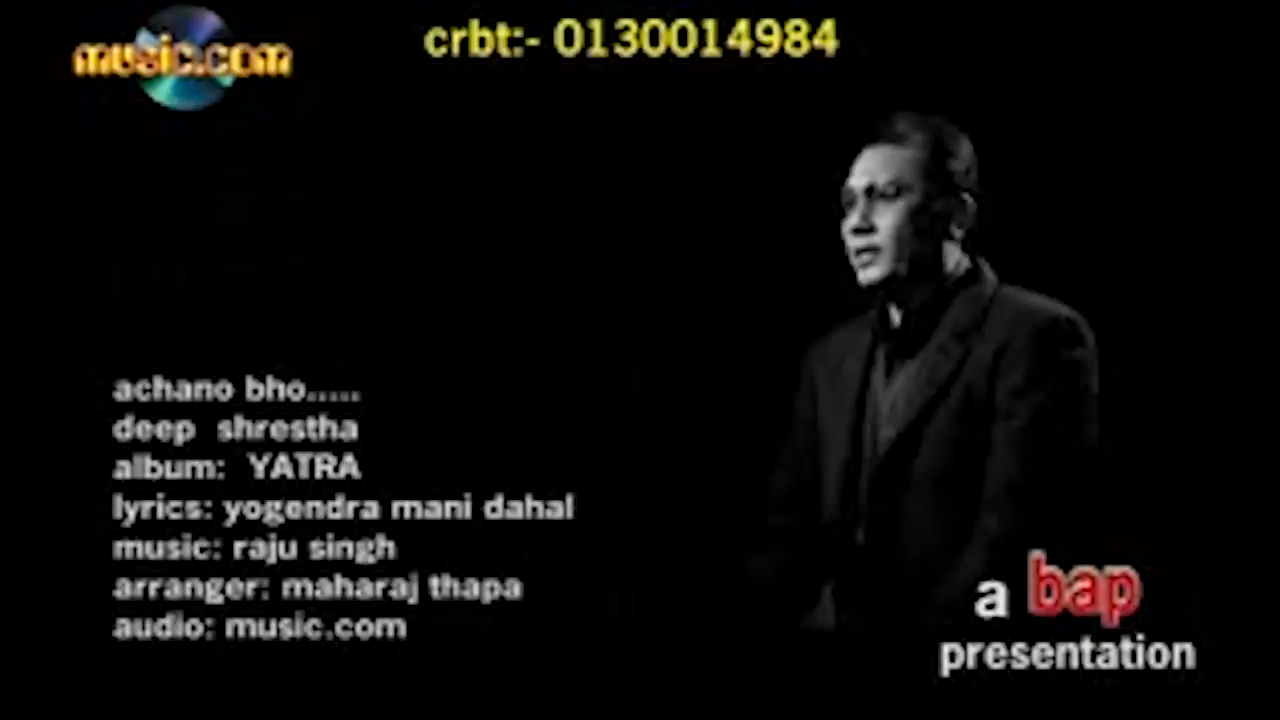 music.com
crbt:- 0130014984
achano bho.....
deep shrestha
album: YATRA
lyrics: yogendra mani dahal
music: raju singh
arranger: maharaj thapa
audio: music.com
a bap
presentation